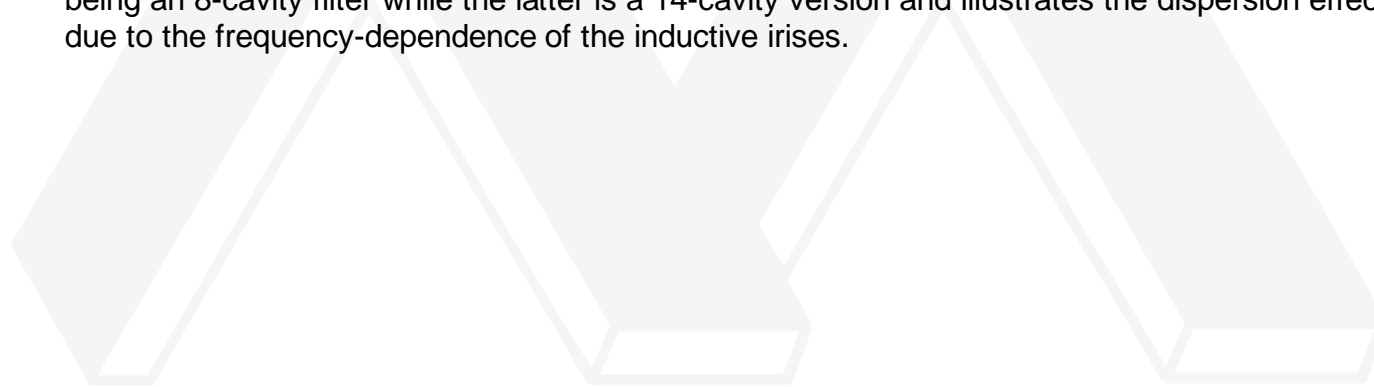 being an 8-cavity filter while the latter is a 14-cavity version and illustrates the dispersion
due to the frequency-dependence of the inductive irises.